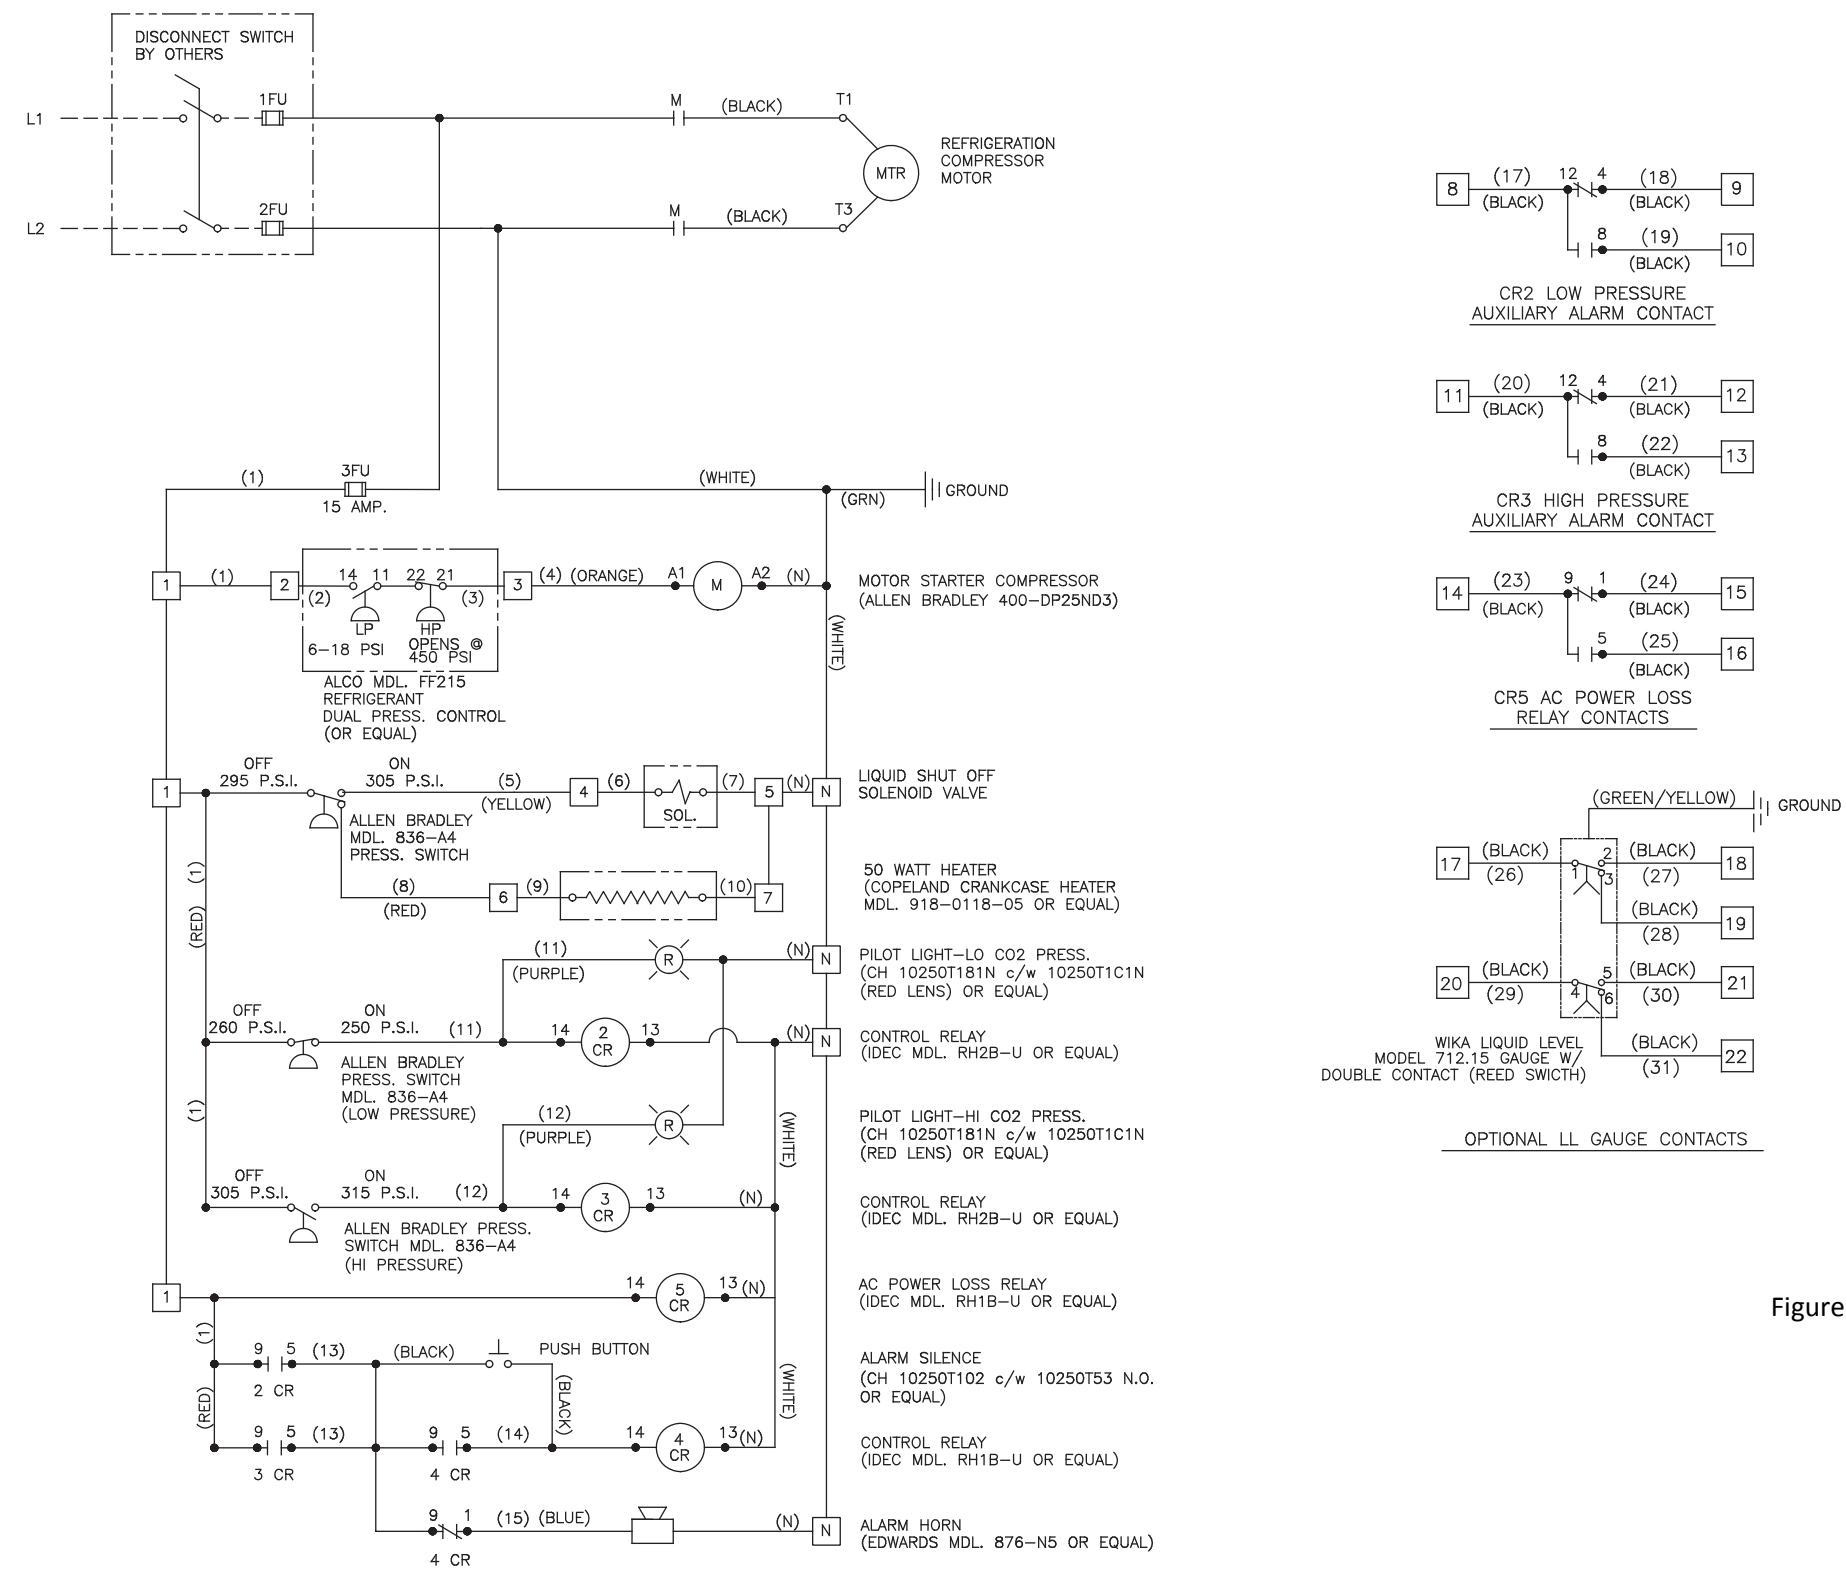 DISCONNECT SWITCH
BY OTHERS
L1
1FU
M
(BLACK)
T1
REFRIGERATION
COMPRESSOR
MOTOR
MTR
L2
2FU
M
(BLACK)
T3
(1)
3FU
15 AMP.
(WHITE)
(GRN)
GROUND
1
(1)
2
14
11
22
21
(2)
(3)
LP
HP
6-18 PSI
OPENS @
450 PSI
3
(4) (ORANGE)
A1
M
A2
(N)
MOTOR STARTER COMPRESSOR
(ALLEN BRADLEY 400-DP25ND3)
(WHITE)
ALCO MDL. FF215
REFRIGERANT
DUAL PRESS. CONTROL
(OR EQUAL)
1
OFF
295 P.S.I.
ON
305 P.S.I.
(5)
(YELLOW)
4
(6)
SOL.
(7)
5
(N)
N
LIQUID SHUT OFF
SOLENOID VALVE
ALLEN BRADLEY
MDL. 836-A4
PRESS. SWITCH
(1)
(RED)
(8)
(RED)
6
(9)
(10)
7
50 WATT HEATER
(COPELAND CRANKCASE HEATER
MDL. 918-0118-05 OR EQUAL)
(11)
(PURPLE)
R
(N)
N
PILOT LIGHT-LO CO2 PRESS.
(CH 10250T181N c/w 10250T1C1N
(RED LENS) OR EQUAL)
OFF
260 P.S.I.
ON
250 P.S.I.
(11)
14
2
CR
13
(N)
N
CONTROL RELAY
(IDEC MDL. RH2B-U OR EQUAL)
ALLEN BRADLEY
PRESS. SWITCH
MDL. 836-A4
(LOW PRESSURE)
(1)
(12)
(PURPLE)
R
(WHITE)
PILOT LIGHT-HI CO2 PRESS.
(CH 10250T181N c/w 10250T1C1N
(RED LENS) OR EQUAL)
OFF
305 P.S.I.
ON
315 P.S.I.
(12)
14
3
CR
13
(N)
CONTROL RELAY
(IDEC MDL. RH2B-U OR EQUAL)
ALLEN BRADLEY PRESS.
SWITCH MDL. 836-A4
(HI PRESSURE)
1
14
5
CR
13
(N)
AC POWER LOSS RELAY
(IDEC MDL. RH1B-U OR EQUAL)
(1)
(RED)
9
5
(13)
2 CR
(BLACK)
PUSH BUTTON
(BLACK)
(WHITE)
ALARM SILENCE
(CH 10250T102 c/w 10250T53 N.O.
OR EQUAL)
9
5
(13)
3 CR
9
5
(14)
4 CR
14
4
CR
13
(N)
CONTROL RELAY
(IDEC MDL. RH1B-U OR EQUAL)
9
1
(15) (BLUE)
4 CR
(N)
N
ALARM HORN
(EDWARDS MDL. 876-N5 OR EQUAL)
8
(17)
(BLACK)
12
4
(18)
(BLACK)
9
8
(19)
(BLACK)
10
CR2 LOW PRESSURE
AUXILIARY ALARM CONTACT
11
(20)
(BLACK)
12
4
(21)
(BLACK)
12
8
(22)
(BLACK)
13
CR3 HIGH PRESSURE
AUXILIARY ALARM CONTACT
14
(23)
(BLACK)
9
1
(24)
(BLACK)
15
5
(25)
(BLACK)
16
CR5 AC POWER LOSS
RELAY CONTACTS
(GREEN/YELLOW)
GROUND
17
(BLACK)
(26)
1
2
3
(BLACK)
(27)
18
(BLACK)
(28)
19
20
(BLACK)
(29)
4
5
6
(BLACK)
(30)
21
(BLACK)
(31)
22
WIKA LIQUID LEVEL
MODEL 712.15 GAUGE W/
DOUBLE CONTACT (REED SWICTH)
OPTIONAL LL GAUGE CONTACTS
Figure